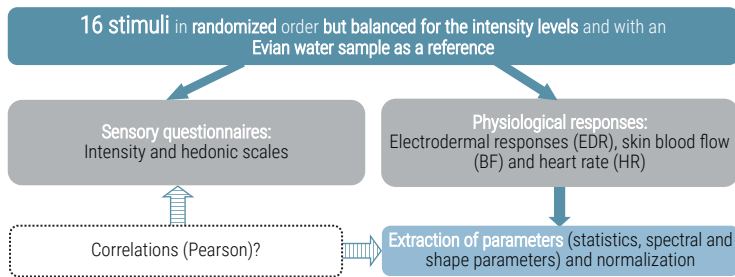 16 stimuli in randomized order but balanced for the intensity levels and with an
Evian water sample as a reference
Sensory questionnaires:
Intensity and hedonic scales
Physiological responses:
Electrodermal responses (EDR), skin blood flow
(BF) and heart rate (HR)
Correlations (Pearson)?
Extraction of parameters (statistics, spectral and
shape parameters) and normalization